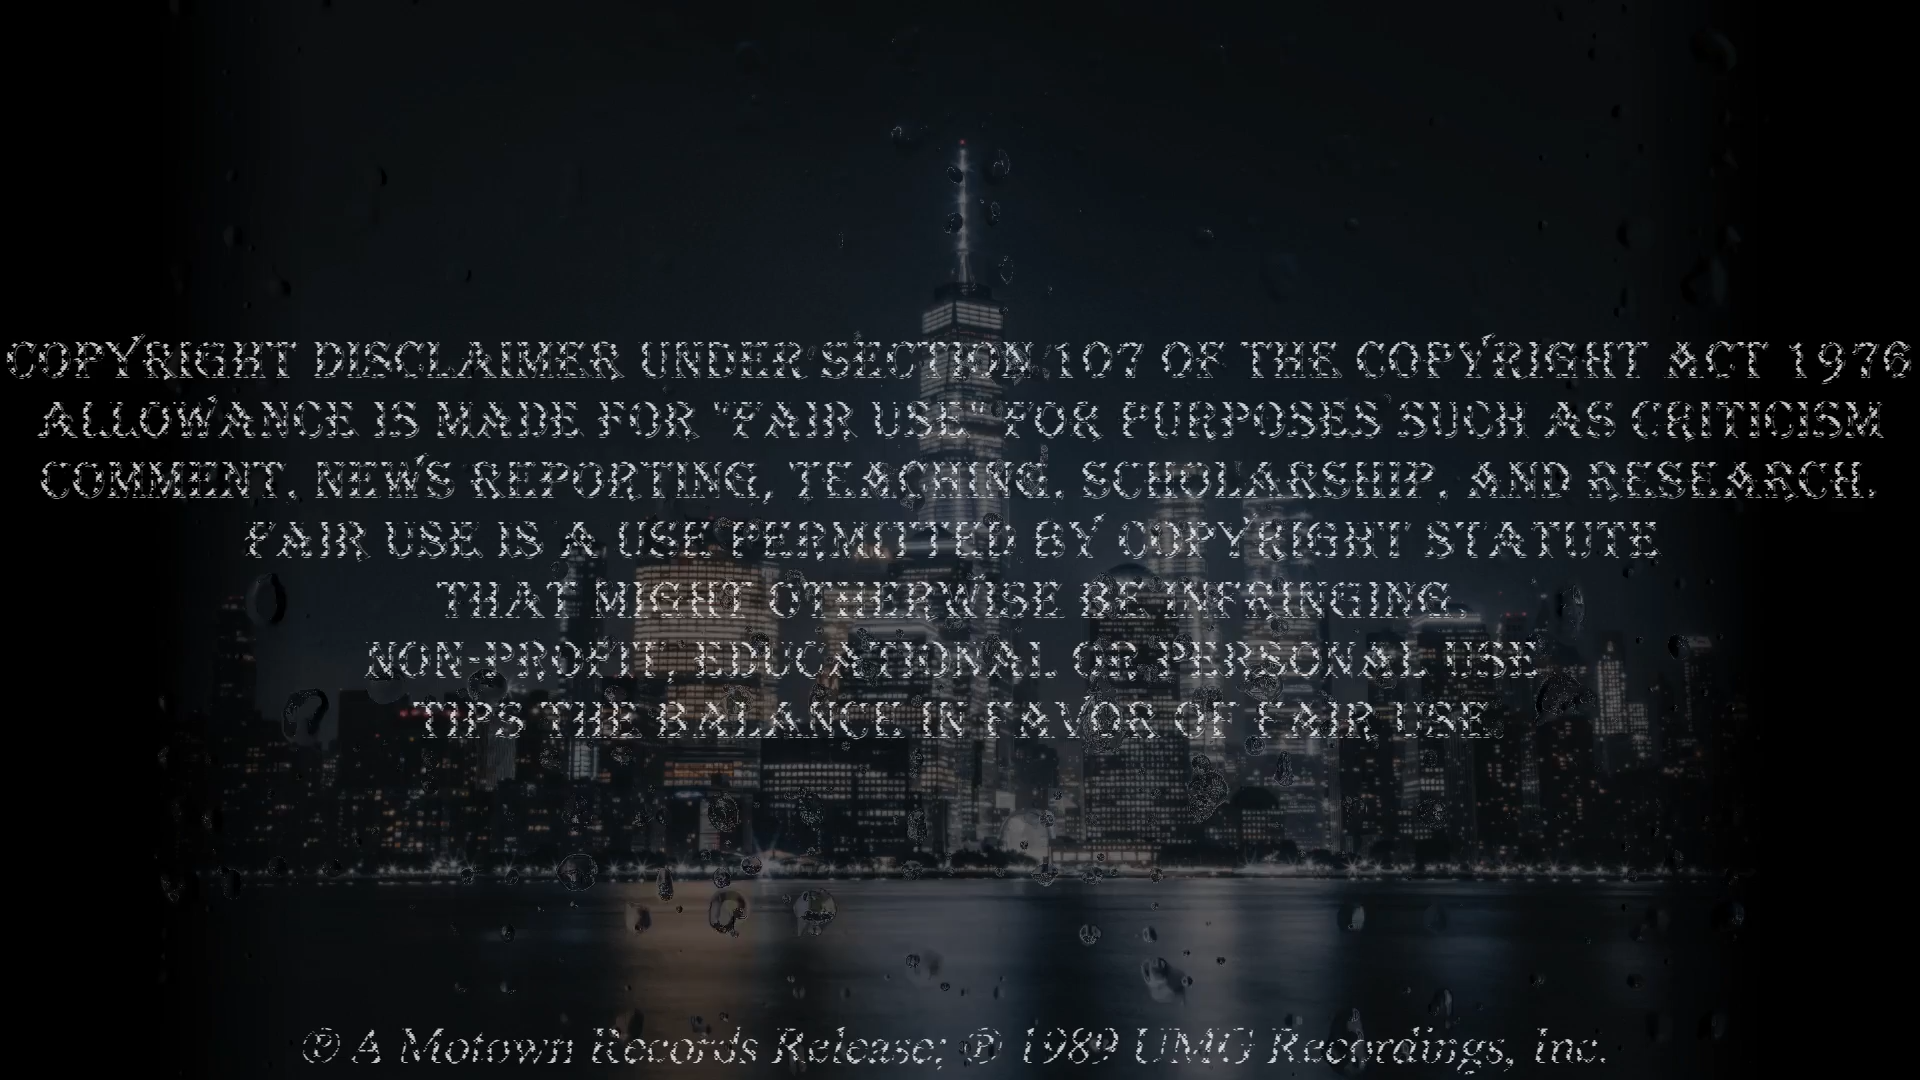 COPYRIGHT DISCLAIMER UNDER SECTION 107 OF THE COPYRIGHT ACT 1976
ALLOWANCE IS MADE FOR "FAIR USE" FOR PURPOSES SUCH AS CRITICISM
COMMENT, NEWS REPORTING, TEACHING, SCHOLARSHIP, AND RESEARCH.
FAIR USE IS A USE PERMITTED BY COPYRIGHT STATUTE
THAT MIGHT OTHERWISE BE INFRINGING.
NON-PROFIT, EDUCATIONAL OR PERSONAL USE
TIPS THE BALANCE IN FAVOR OF FAIR USE.
℗ A Motown Records Release; ℗ 1989 UMG Recordings, Inc.